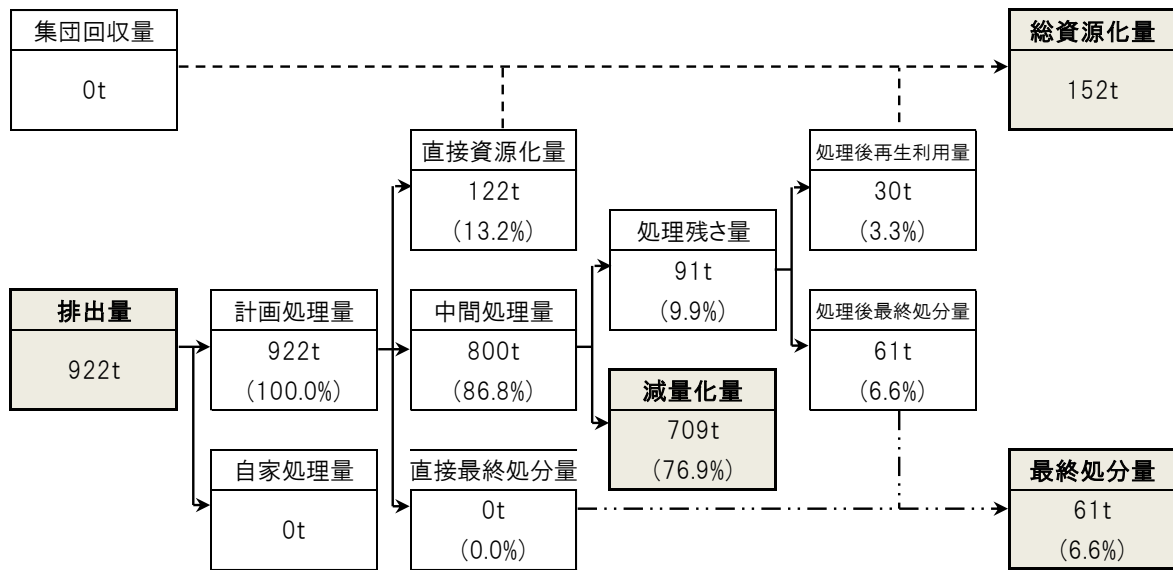 集団回収量
0t
総資源化量
152t
直接資源化量
122t
(13.2%)
処理後再生利用量
30t
(3.3%)
処理残さ量
91t
(9.9%)
排出量
922t
計画処理量
922t
(100.0%)
中間処理量
800t
(86.8%)
処理後最終処分量
61t
(6.6%)
減量化量
709t
(76.9%)
自家処理量
0t
直接最終処分量
0t
(0.0%)
最終処分量
61t
(6.6%)